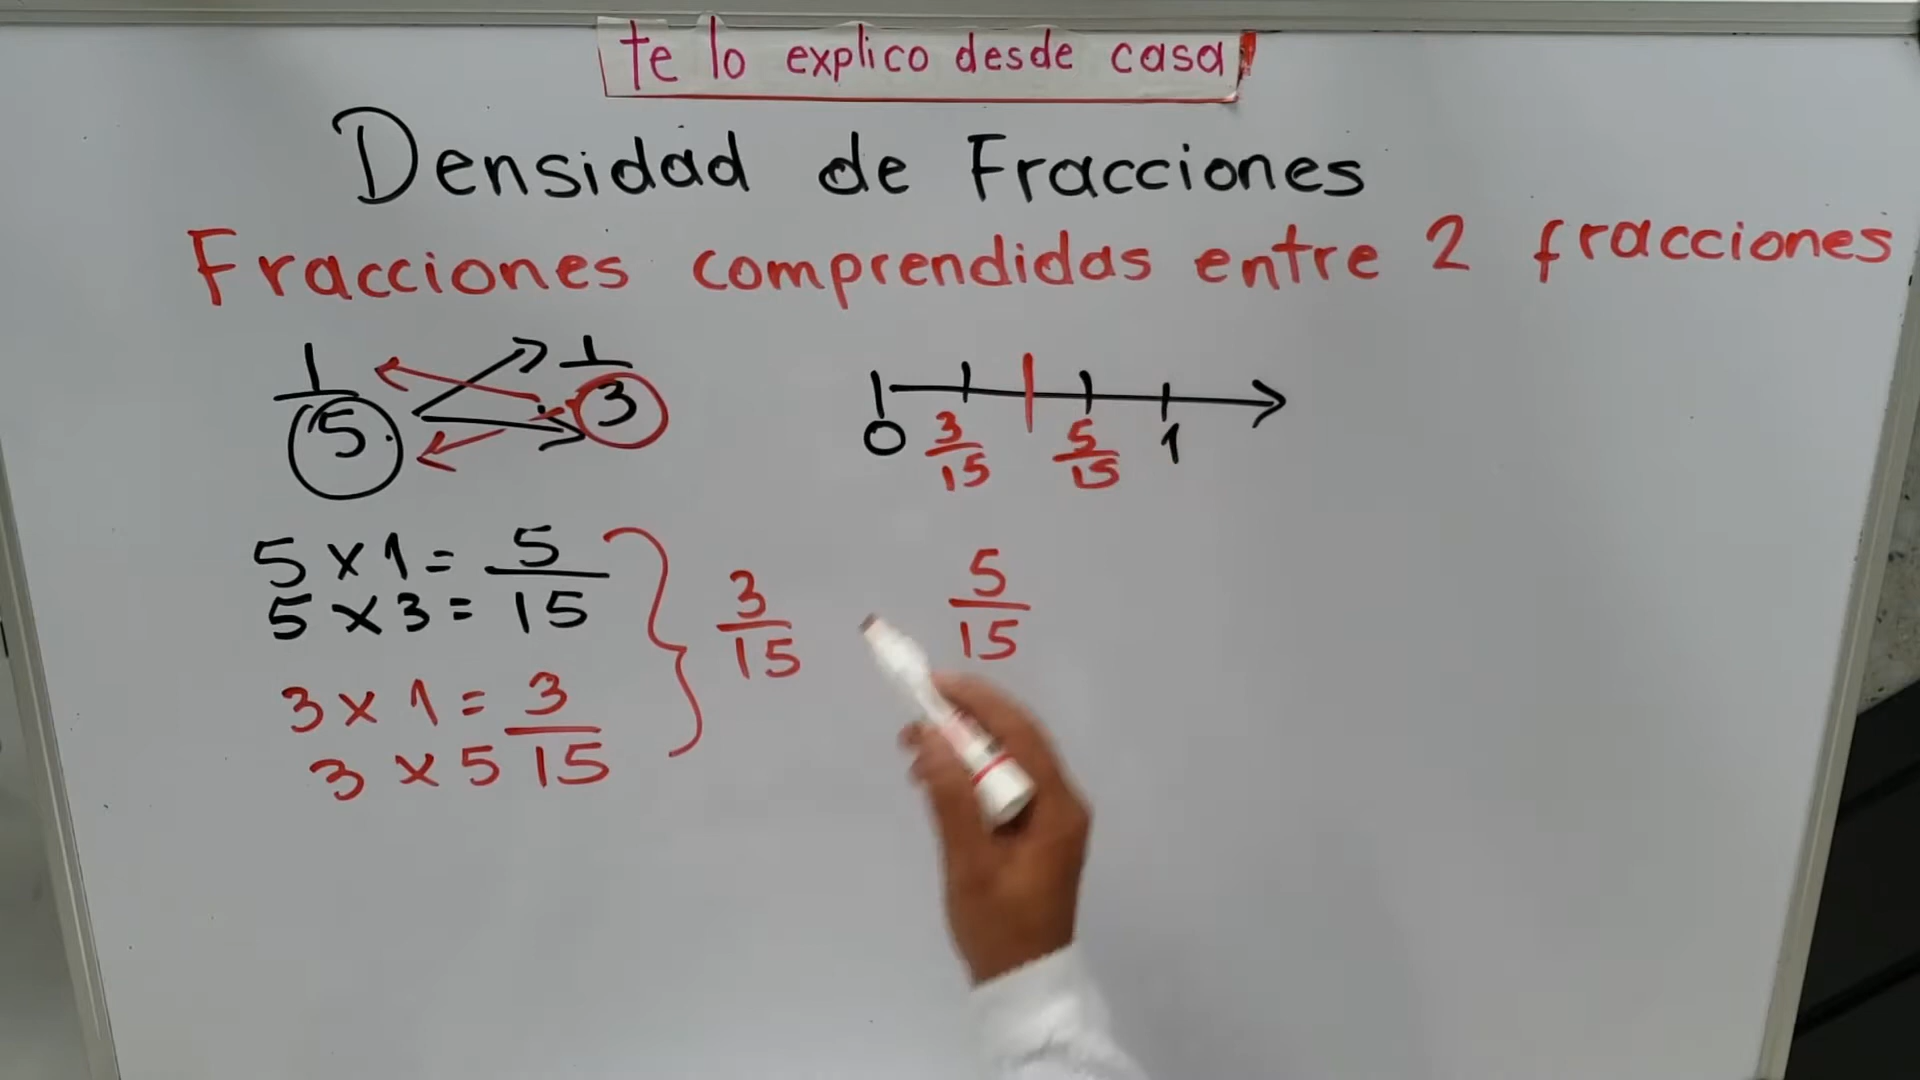 te lo explico desde casa
Densidad de Fracciones
Fracciones comprendidas entre 2 fracciones
1/5 1/3
0 3/15 5/15 1
5 x 1 = 5/15
5 x 3 =
3 x 1 = 3/15
3 x 5
3/15 5/15